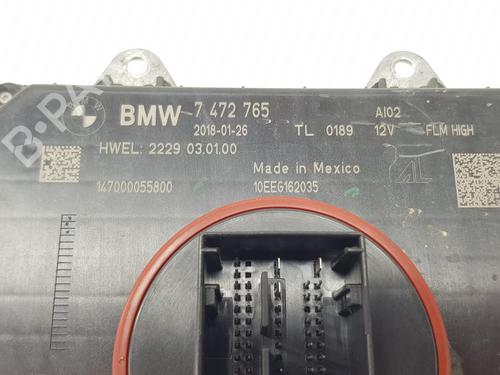 BMW 7 472 765
AI02
2018-01-26 TL 0189 12V FLM HIGH
HWEL: 2229 03.01.00
Made in Mexico
147000055800 10EEG162035
B-PARTS